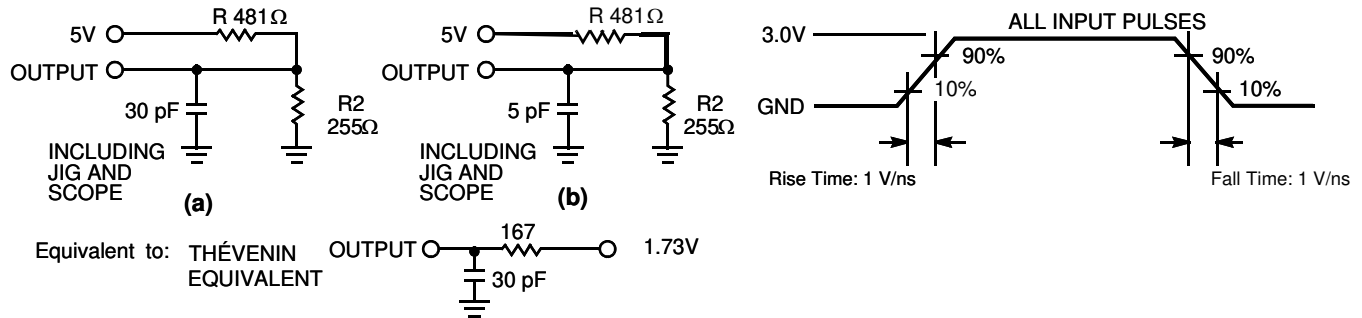 R 481Ω
5V
OUTPUT
30 pF
R2
255Ω
INCLUDING
JIG AND
SCOPE
(a)
R 481Ω
5V
OUTPUT
5 pF
R2
255Ω
INCLUDING
JIG AND
SCOPE
(b)
ALL INPUT PULSES
3.0V
90%
10%
GND
90%
10%
Rise Time: 1 V/ns
Fall Time: 1 V/ns
Equivalent to: THÉVENIN
EQUIVALENT
OUTPUT
167
1.73V
30 pF